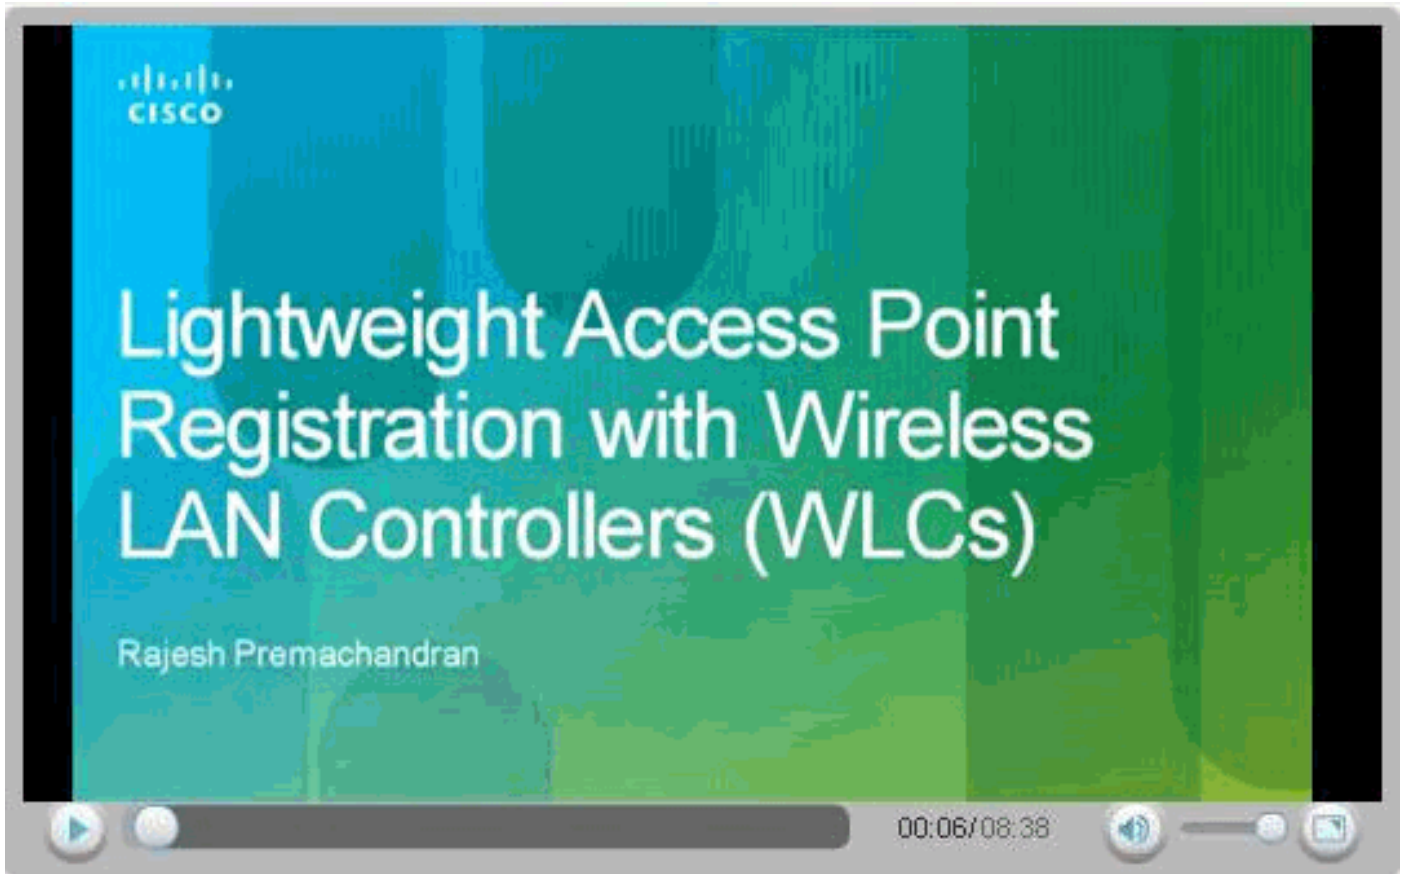 CISCO
Lightweight Access Point
Registration with Wireless
LAN Controllers (WLCs)
Rajesh Premachandran
00:06/08:38